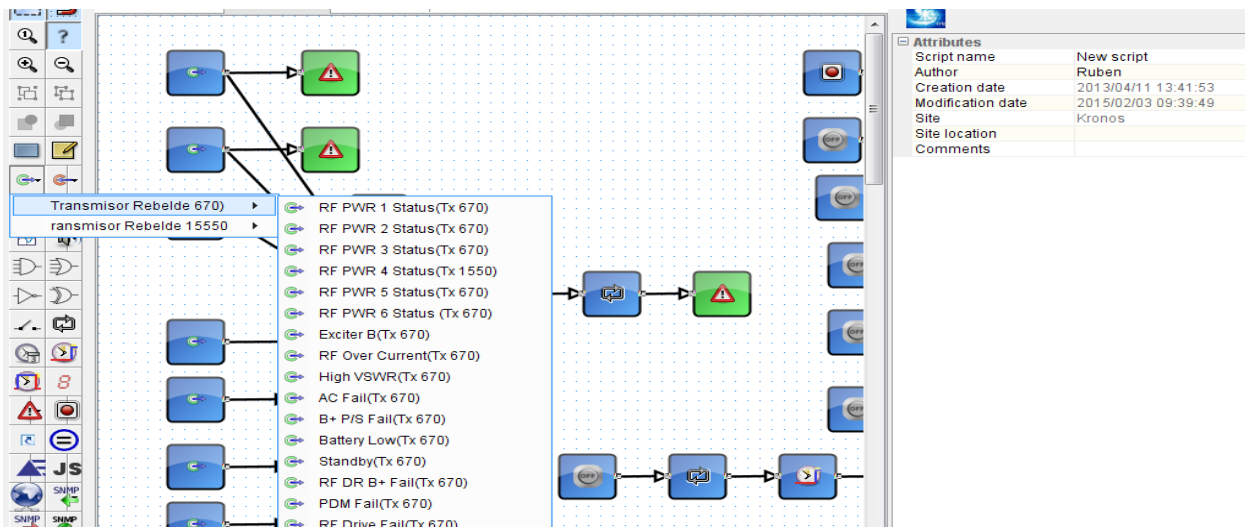 ?
Transmisor Rebelde 670)
ransmisor Rebelde 15550
RF PWR 1 Status(Tx 670)
RF PWR 2 Status(Tx 670)
RF PWR 3 Status(Tx 670)
RF PWR 4 Status(Tx 1550)
RF PWR 5 Status(Tx 670)
RF PWR 6 Status (Tx 670)
Exciter B(Tx 670)
RF Over Current(Tx 670)
High VSWR(Tx 670)
AC Fail(Tx 670)
B+ P/S Fail(Tx 670)
Battery Low(Tx 670)
Standby(Tx 670)
RF DR B+ Fail(Tx 670)
PDM Fail(Tx 670)
RF Drive Fail(Tx 670)
8
JS
SNMP
SNMP
SNMP
OFF
OFF
OFF
OFF
OFF
OFF
Attributes
Script name New script
Author Ruben
Creation date 2013/04/11 13:41:53
Modification date 2015/02/03 09:39:49
Site Kronos
Site location
Comments